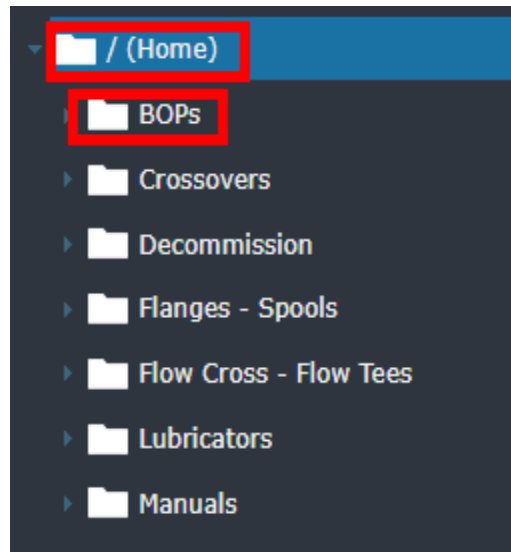 / (Home)
BOPs
Crossovers
Decommission
Flanges - Spools
Flow Cross - Flow Tees
Lubricators
Manuals